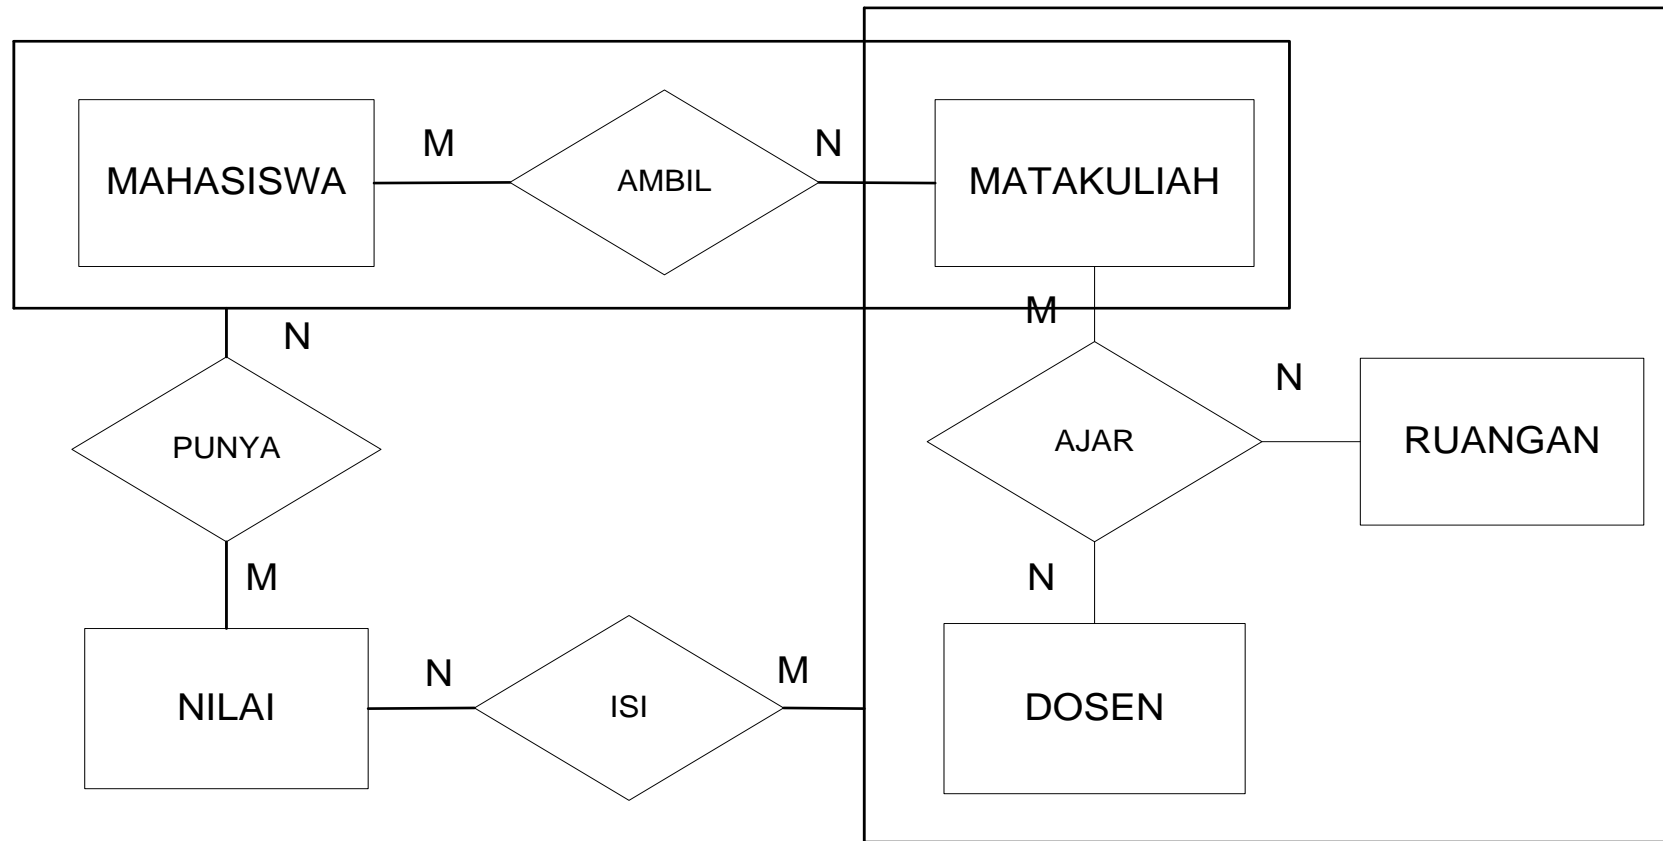 M
N
MAHASISWA
AMBIL
MATAKULIAH
N
M
N
PUNYA
AJAR
RUANGAN
M
N
N
M
NILAI
ISI
DOSEN